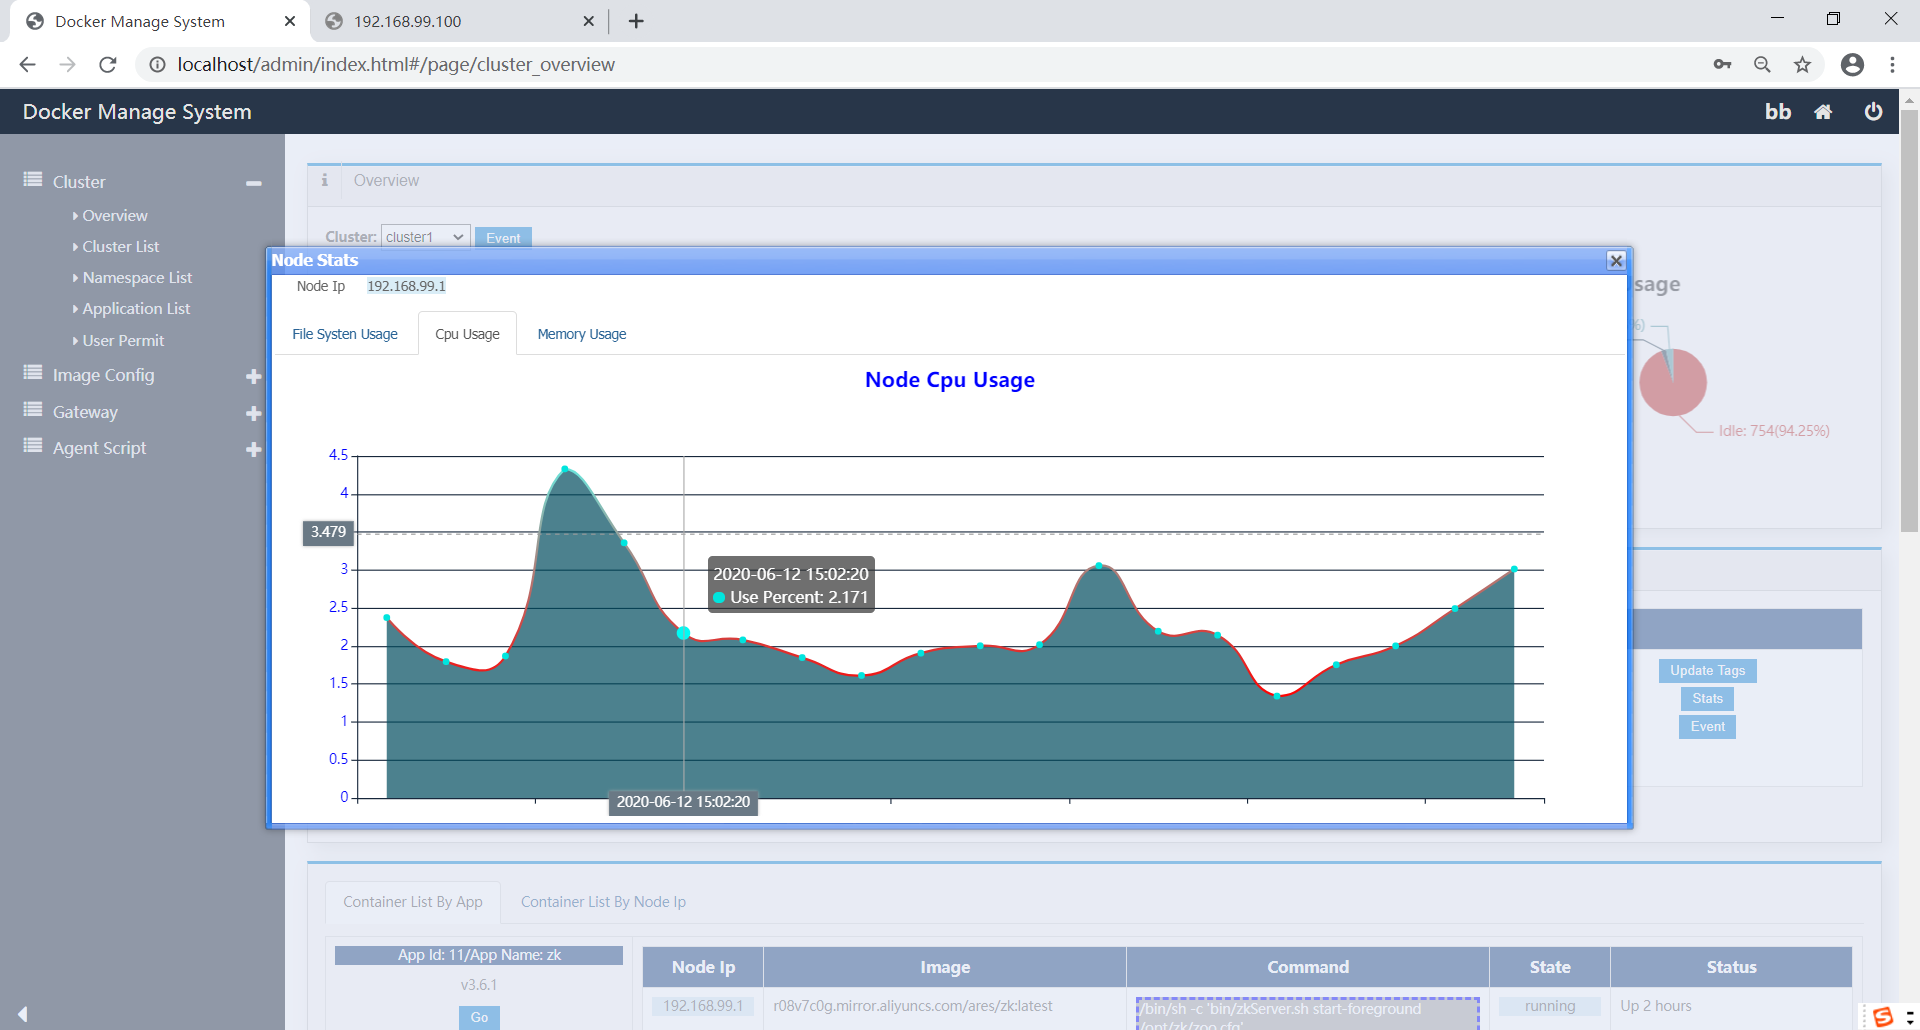 Docker Manage System
192.168.99.100
localhost/admin/index.html#/page/cluster_overview
Docker Manage System
bb
Cluster
Overview
Cluster List
Namespace List
Application List
User Permit
Image Config
Gateway
Agent Script
Overview
Cluster: cluster1 Event
sage
%)
Idle: 754(94.25%)
Node Stats
Node Ip 192.168.99.1
File Systen Usage Cpu Usage Memory Usage
Node Cpu Usage
4.5
4
3.479
3
2.5
2
1.5
1
0.5
0
2020-06-12 15:02:20
Use Percent: 2.171
2020-06-12 15:02:20
Update Tags
Stats
Event
Container List By App Container List By Node Ip
App Id: 11/App Name: zk
v3.6.1
Go
Node Ip Image Command State Status
192.168.99.1 r08v7c0g.mirror.aliyuncs.com/ares/zk:latest /bin/sh -c 'bin/zkServer.sh start-foreground running Up 2 hours
/opt/zk/zoo.cfg'